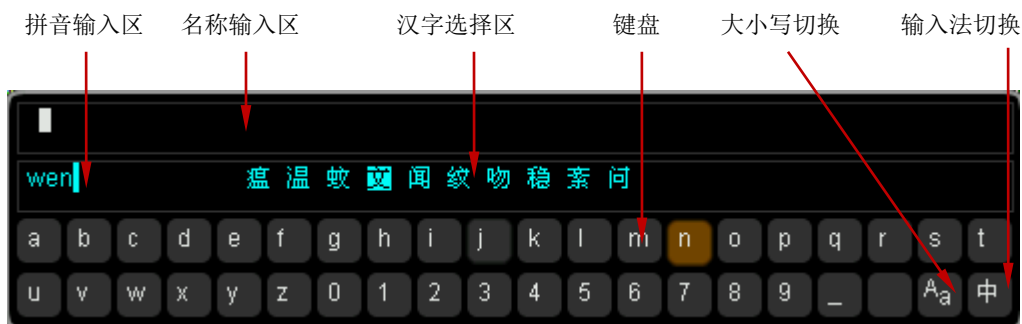 拼音输入区 名称输入区 汉字选择区 键盘 大小写切换 输入法切换
wen 瘟 温 蚊 文 闻 纹 吻 稳 紊 问
a b c d e f g h i j k l m n o p q r s t
u v w x y z 0 1 2 3 4 5 6 7 8 9 _ Aa 中